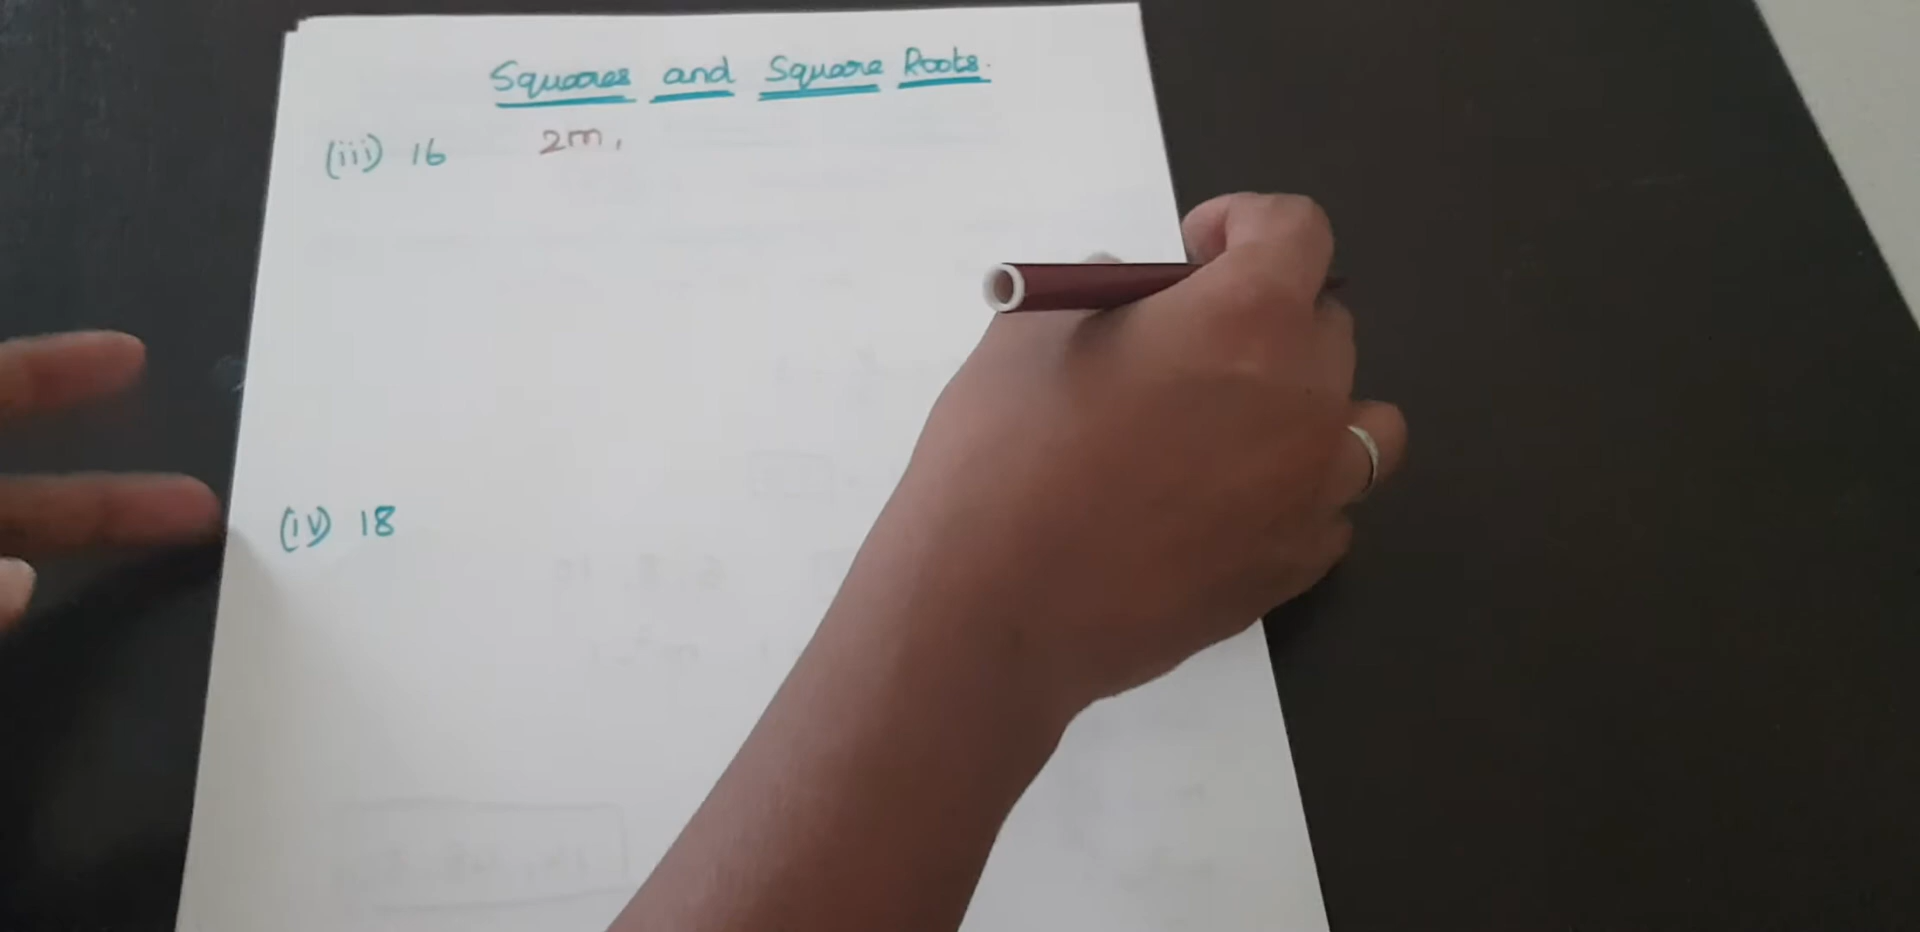 Squares and Square Roots.
(iii) 16 2m,
(iv) 18